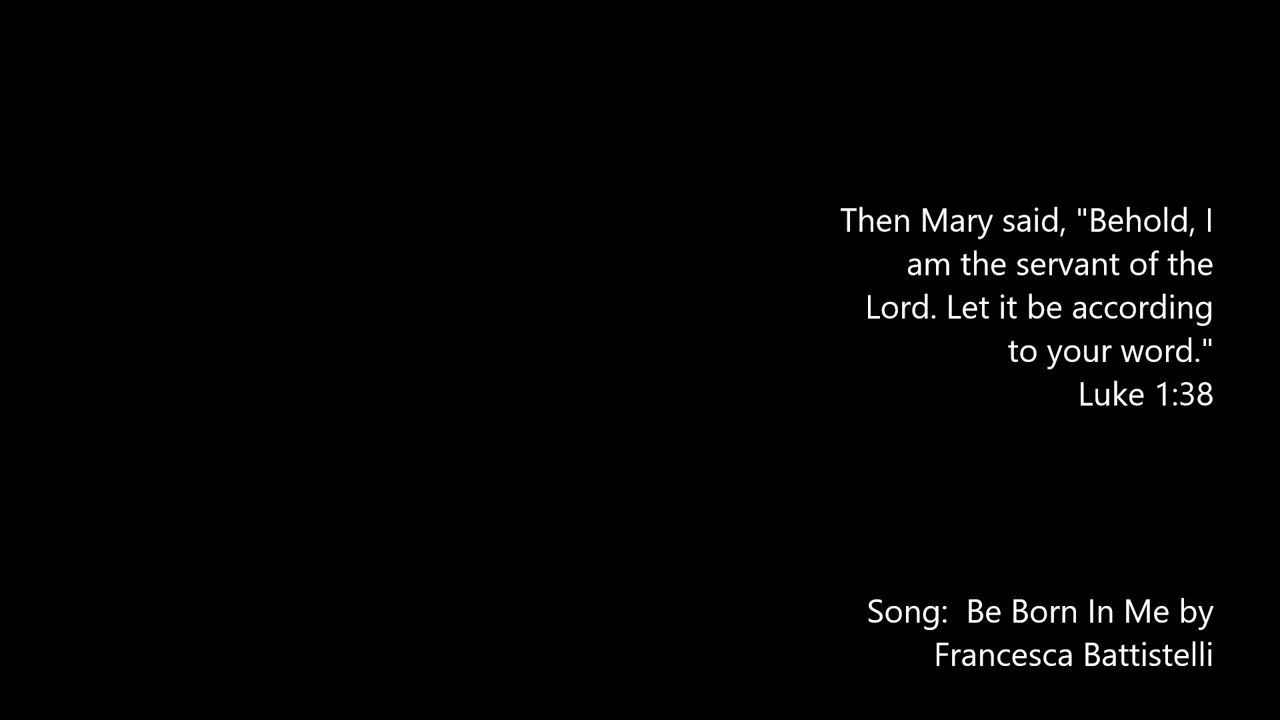 Then Mary said, "Behold, I
am the servant of the
Lord. Let it be according
to your word."
Luke 1:38
Song:  Be Born In Me by
Francesca Battistelli